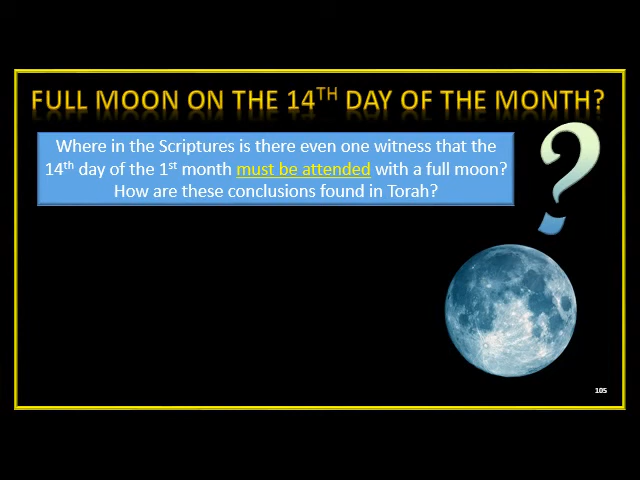 FULL MOON ON THE 14TH DAY OF THE MONTH?
Where in the Scriptures is there even one witness that the
14th day of the 1st month must be attended with a full moon?
How are these conclusions found in Torah?
?
105